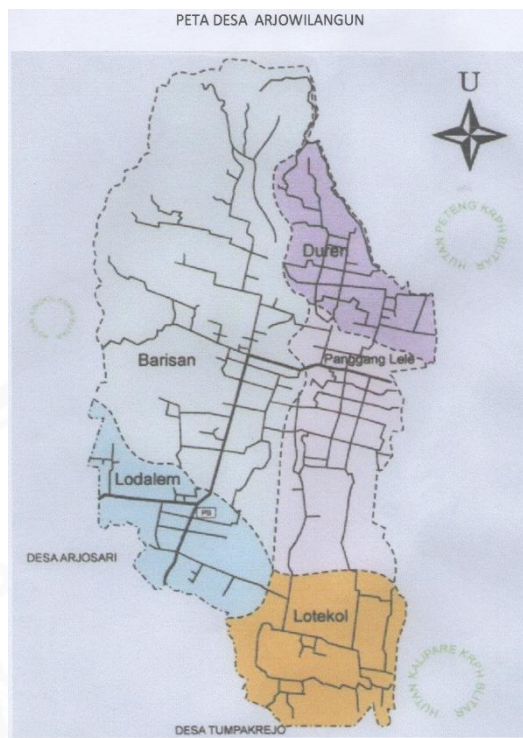 PETA DESA ARJOWILANGUN
U
HUTAN PETENG KRPH BLITAR
Duren
Panggang Lele
Barisan
Lodalem
PS
DESA ARJOSARI
Lotekol
HUTAN KALIPARE KRPH BLITAR
DESA TUMPAKREJO